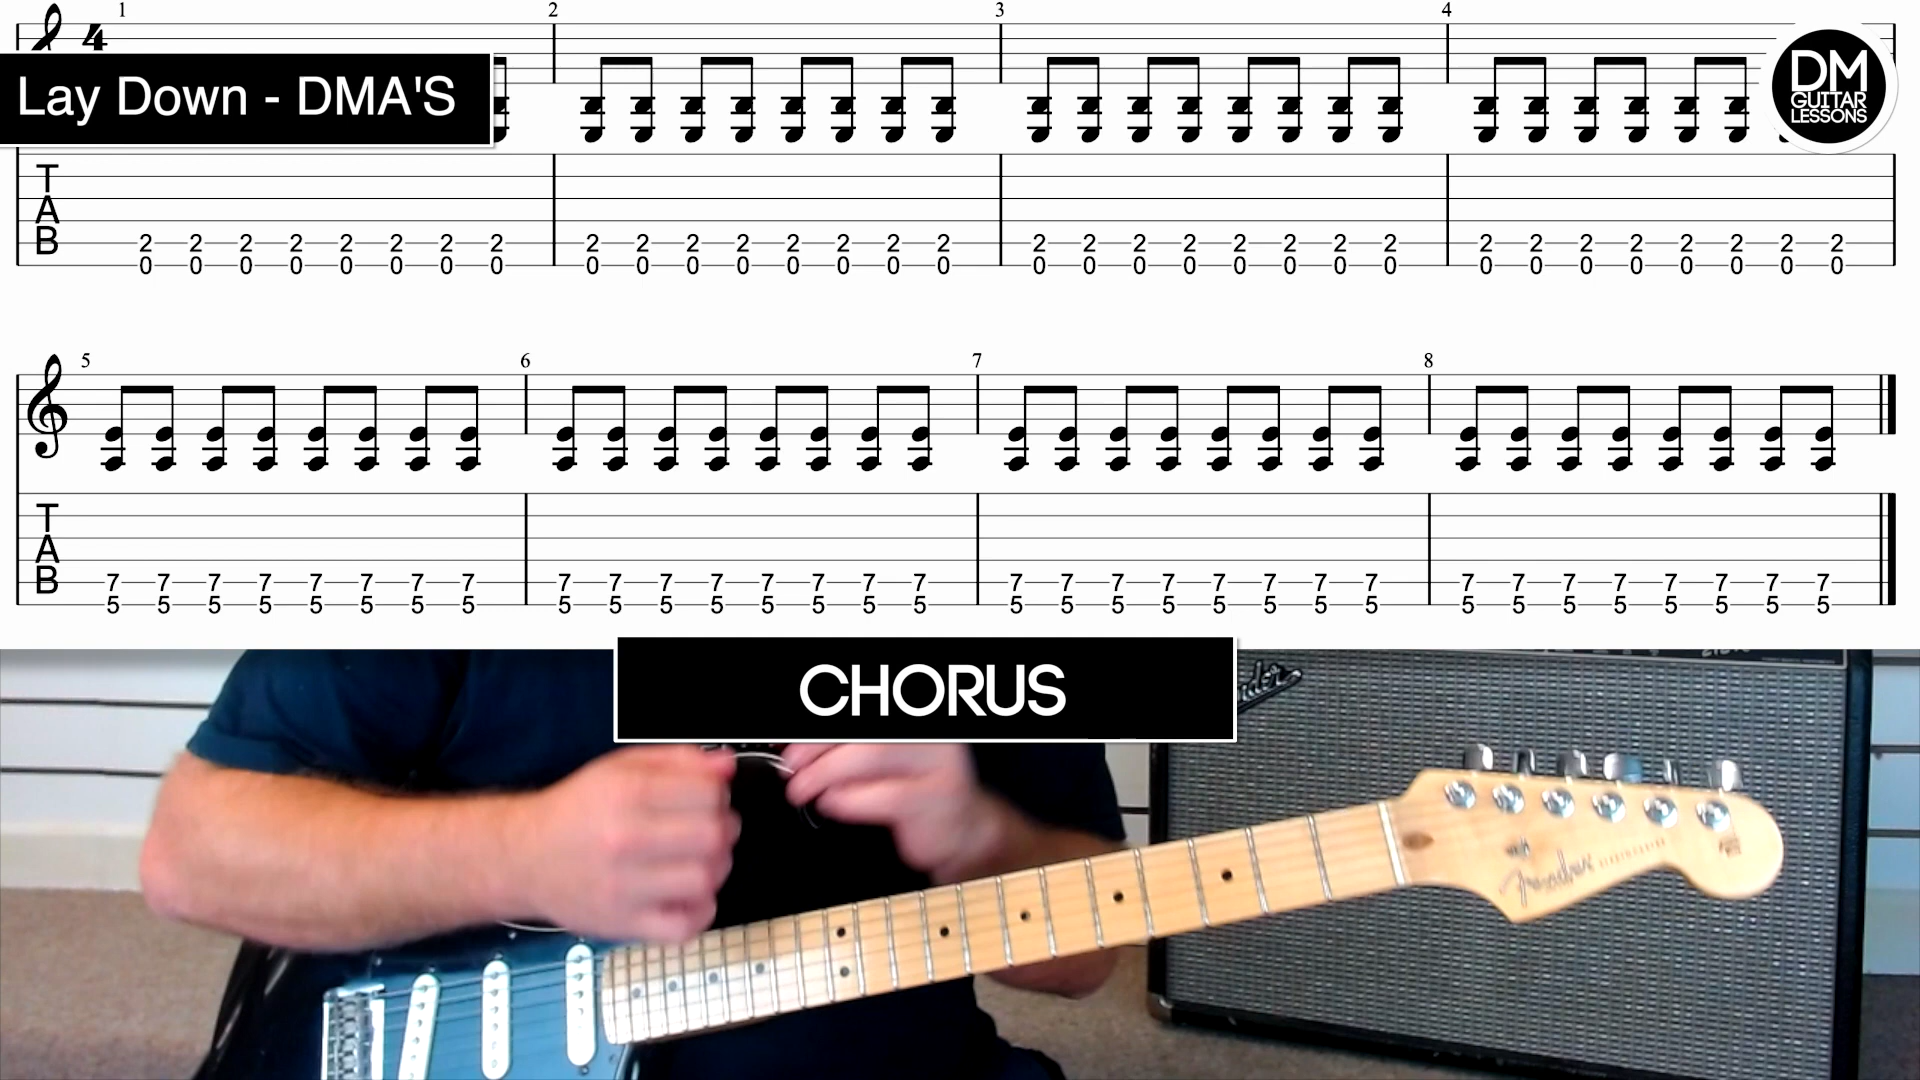 1 2 3 4
4
Lay Down - DMA'S
DM
GUITAR
LESSONS
T
A
B
2 2 2 2 2 2 2 2 2 2 2 2 2 2 2 2 2 2 2 2 2 2 2 2 2 2 2 2 2 2 2 2
0 0 0 0 0 0 0 0 0 0 0 0 0 0 0 0 0 0 0 0 0 0 0 0 0 0 0 0 0 0 0 0
5 6 7 8
T
A
B
7 7 7 7 7 7 7 7 7 7 7 7 7 7 7 7 7 7 7 7 7 7 7 7 7 7 7 7 7 7 7 7
5 5 5 5 5 5 5 5 5 5 5 5 5 5 5 5 5 5 5 5 5 5 5 5 5 5 5 5 5 5 5 5
CHORUS
Fender